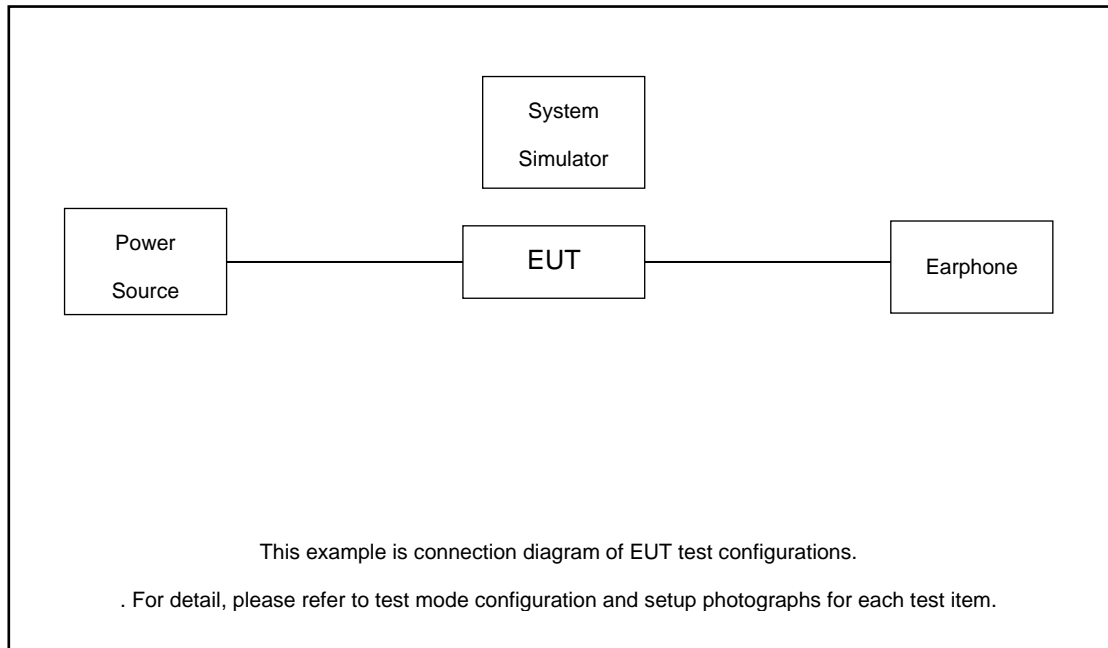 System
Simulator
Power
Source
EUT
Earphone
This example is connection diagram of EUT test configurations.
. For detail, please refer to test mode configuration and setup photographs for each test item.